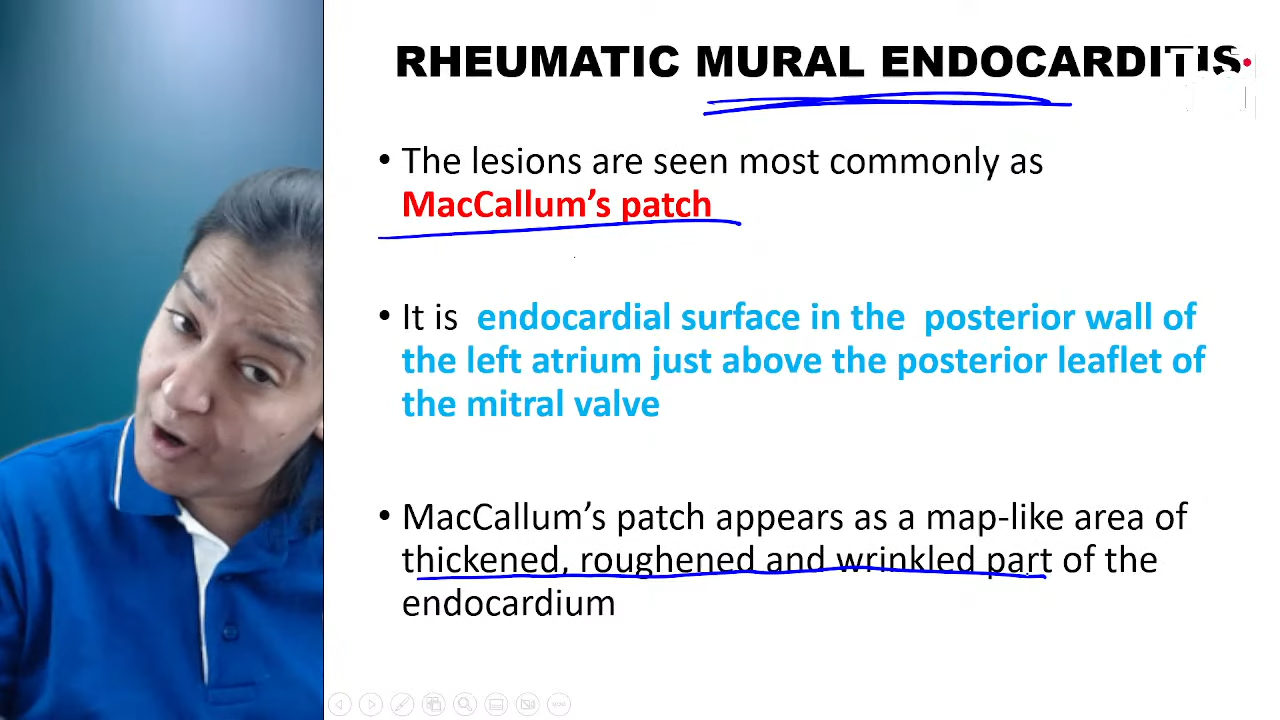 RHEUMATIC MURAL ENDOCARDITIS
• The lesions are seen most commonly as
MacCallum’s patch
• It is endocardial surface in the posterior wall of
the left atrium just above the posterior leaflet of
the mitral valve
• MacCallum’s patch appears as a map-like area of
thickened, roughened and wrinkled part of the
endocardium